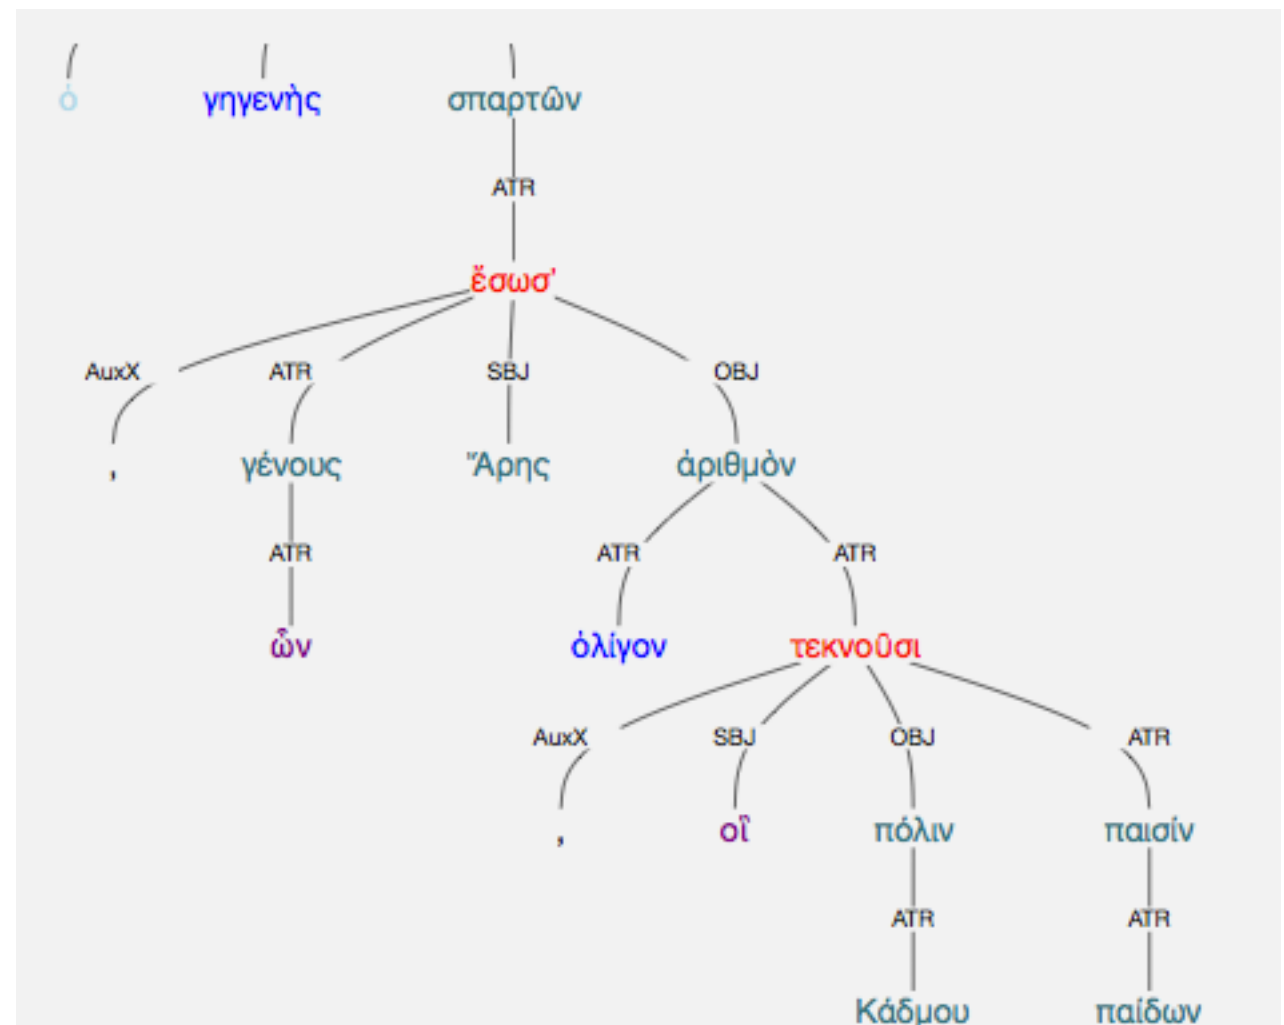 ὁ γηγενὴς σπαρτῶν
ATR
ἔσωσ'
AuxX ATR SBJ OBJ
, γένους Ἄρης ἀριθμὸν
ATR ATR ATR
ὧν ὀλίγον τεκνοῦσι
AuxX SBJ OBJ ATR
, οἳ πόλιν παισίν
ATR ATR
Κάδμου παίδων